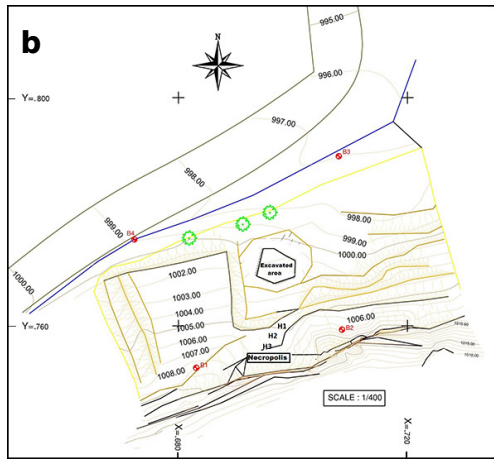 b
995.00
996.00
Y=.800
997.00
B3
998.00
999.00
B4
998.00
999.00
1000.00
1000.00
1002.00
Excavated
area
1003.00
1004.00
1005.00
H1
1006.00
Y=.760
B2
1006.00
H2
1007.00
H3
Necropolis
B1
1008.00
SCALE : 1/400
X=.680
X=.720